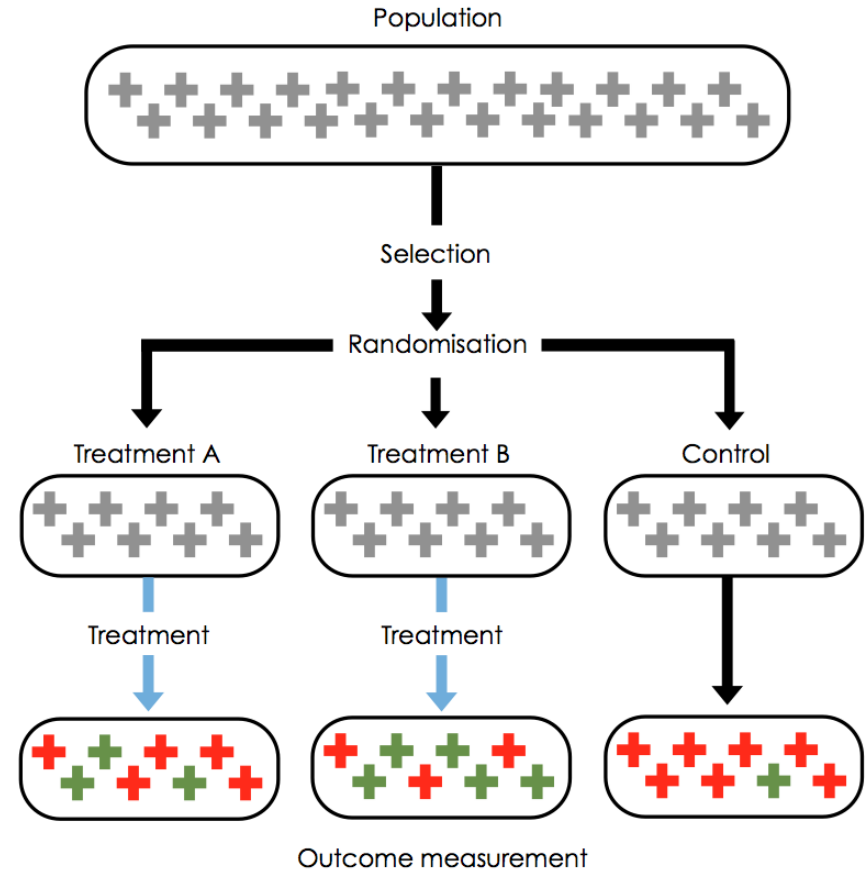 Population
Selection
Randomisation
Treatment A
Treatment B
Control
Treatment
Treatment
Outcome measurement